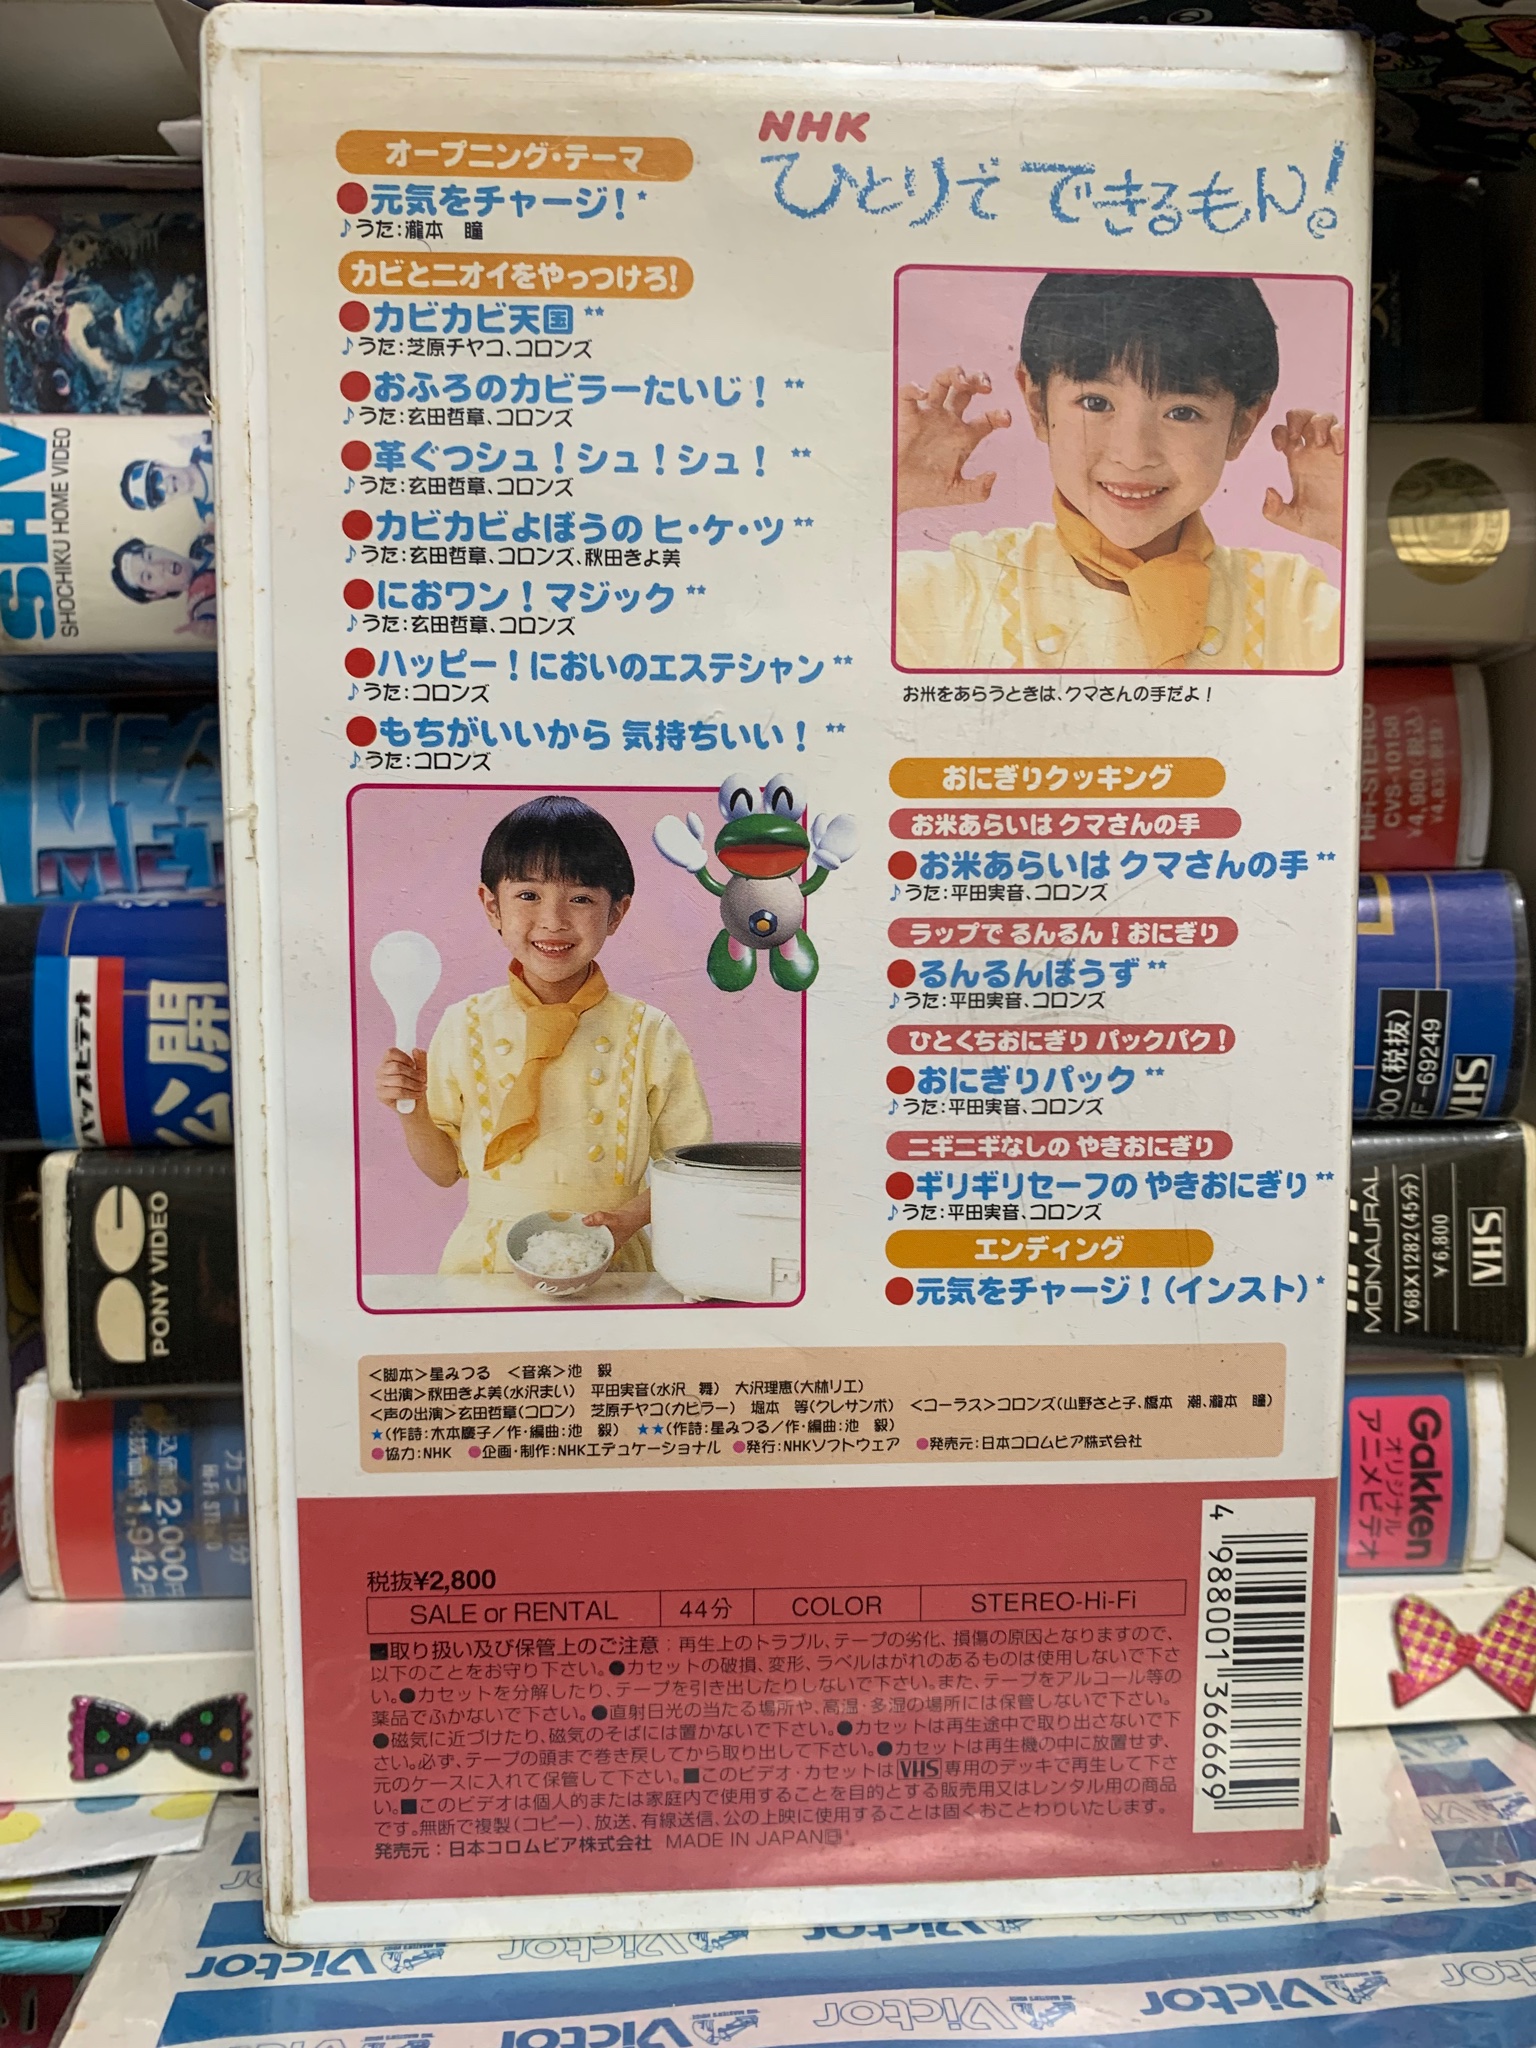 NHK
ひとりで できるもん!
オープニング・テーマ
●元気をチャージ!*
♪うた:瀧本 瞳
カビとニオイをやっつけろ!
●カビカビ天国**
♪うた:芝原チヤコ、コロンズ
●おふろのカビラーたいじ!**
♪うた:玄田哲章、コロンズ
●革ぐつシュ!シュ!シュ!**
♪うた:玄田哲章、コロンズ
●カビカビよぼうの ヒ・ケ・ツ**
♪うた:玄田哲章、コロンズ、秋田きよ美
●におワン!マジック**
♪うた:玄田哲章、コロンズ
●ハッピー!においのエステシャン**
♪うた:コロンズ
●もちがいいから 気持ちいい!**
♪うた:コロンズ
お米をあらうときは、クマさんの手だよ!
おにぎりクッキング
お米あらいは クマさんの手
●お米あらいは クマさんの手**
♪うた:平田実音、コロンズ
ラップで るんるん!おにぎり
●るんるんぼうず**
♪うた:平田実音、コロンズ
ひとくちおにぎり パックパク!
●おにぎりパック**
♪うた:平田実音、コロンズ
ニギニギなしの やきおにぎり
●ギリギリセーフの やきおにぎり**
♪うた:平田実音、コロンズ
エンディング
●元気をチャージ!(インスト)*
<脚本>星みつる <音楽>池 毅
<出演>秋田きよ美(水沢まい) 平田実音(水沢 舞) 大沢理恵(大林リエ)
<声の出演>玄田哲章(コロン) 芝原チヤコ(カビラー) 堀本 等(クレサンボ) <コーラス>コロンズ(山野さと子、橋本 潮、瀧本 瞳)
★(作詩:木本慶子/作・編曲:池 毅) ★★(作詩:星みつる/作・編曲:池 毅)
●協力:NHK ●企画・制作:NHKエデュケーショナル ●発行:NHKソフトウェア ●発売元:日本コロムビア株式会社
税抜¥2,800
SALE or RENTAL 44分 COLOR STEREO-Hi-Fi
■取り扱い及び保管上のご注意:再生上のトラブル、テープの劣化、損傷の原因となりますので、
以下のことをお守り下さい。●カセットの破損、変形、ラベルはがれのあるものは使用しないで下さ
い。●カセットを分解したり、テープを引き出したりしないで下さい。また、テープをアルコール等の
薬品でふかないで下さい。●直射日光の当たる場所や、高温・多湿の場所には保管しないで下さい。
●磁気に近づけたり、磁気のそばには置かないで下さい。●カセットは再生途中で取り出さないで下
さい。必ず、テープの頭まで巻き戻してから取り出して下さい。●カセットは再生機の中に放置せず、
元のケースに入れて保管して下さい。■このビデオ・カセットはVHS専用のデッキで再生して下さ
い。■このビデオは個人的または家庭内で使用することを目的とする販売用又はレンタル用の商品
です。無断で複製(コピー)、放送、有線送信、公の上映に使用することは固くおことわりいたします。
発売元:日本コロムビア株式会社 MADE IN JAPAN
4 988001 366669
SHV
SHOCHIKU HOME VIDEO
バップビデオ
公開
PONY VIDEO
2,000円
1,942円
HiFi-STEREO
CVS-10158
¥4,980(税込)
(税抜)
69249
VHS
MONAURAL
V68X1282(45分)
¥6,800
VHS
Gakken
オリジナル
アニメビデオ
Victor
Victor
Victor
Victor
Victor